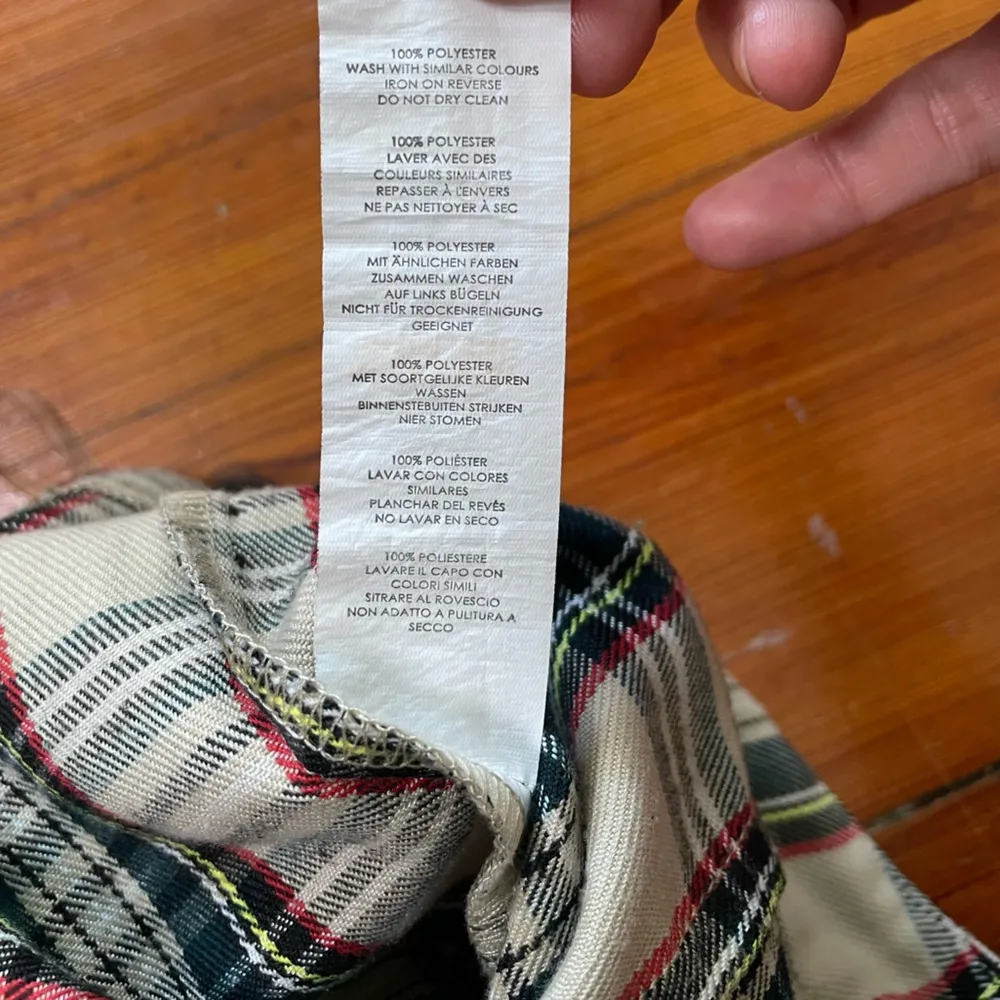 100% POLYESTER
WASH WITH SIMILAR COLOURS
IRON ON REVERSE
DO NOT DRY CLEAN
100% POLYESTER
LAVER AVEC DES
COULEURS SIMILAIRES
REPASSER À L'ENVERS
NE PAS NETTOYER À SEC
100% POLYESTER
MIT ÄHNLICHEN FARBEN
ZUSAMMEN WASCHEN
AUF LINKS BÜGELN
NICHT FÜR TROCKENREINIGUNG
GEEIGNET
100% POLYESTER
MET SOORTGELIJKE KLEUREN
WASSEN
BINNENSTEBUITEN STRIJKEN
NIER STOMEN
100% POLIÉSTER
LAVAR CON COLORES
SIMILARES
PLANCHAR DEL REVÉS
NO LAVAR EN SECO
100% POLIESTERE
LAVARE IL CAPO CON
COLORI SIMILI
SITRARE AL ROVESCIO
NON ADATTO A PULITURA A
SECCO